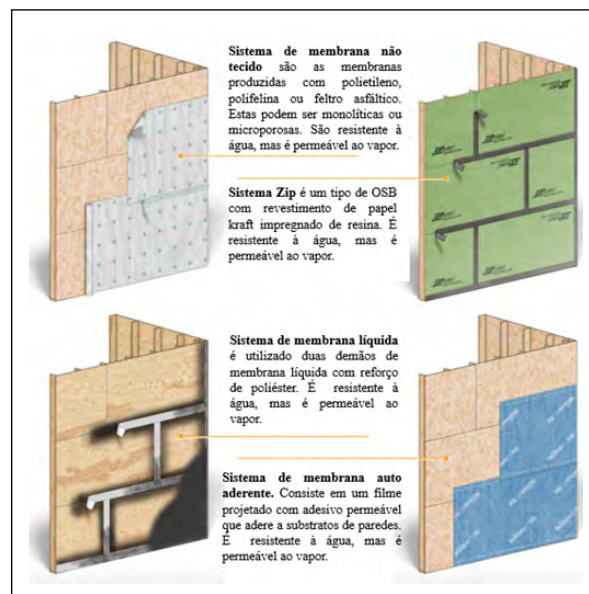 Sistema de membrana não
tecido são as membranas
produzidas com polietileno,
polifelina ou feltro asfáltico.
Estas podem ser monolíticas ou
microporosas. São resistente à
água, mas é permeável ao vapor.
Sistema Zip é um tipo de OSB
com revestimento de papel
kraft impregnado de resina. É
resistente à água, mas é
permeável ao vapor.
Sistema de membrana líquida
é utilizado duas demãos de
membrana líquida com reforço
de poliéster. É resistente à
água, mas é permeável ao
vapor.
Sistema de membrana auto
aderente. Consiste em um filme
projetado com adesivo permeável
que adere a substratos de paredes.
É resistente à água, mas é
permeável ao vapor.